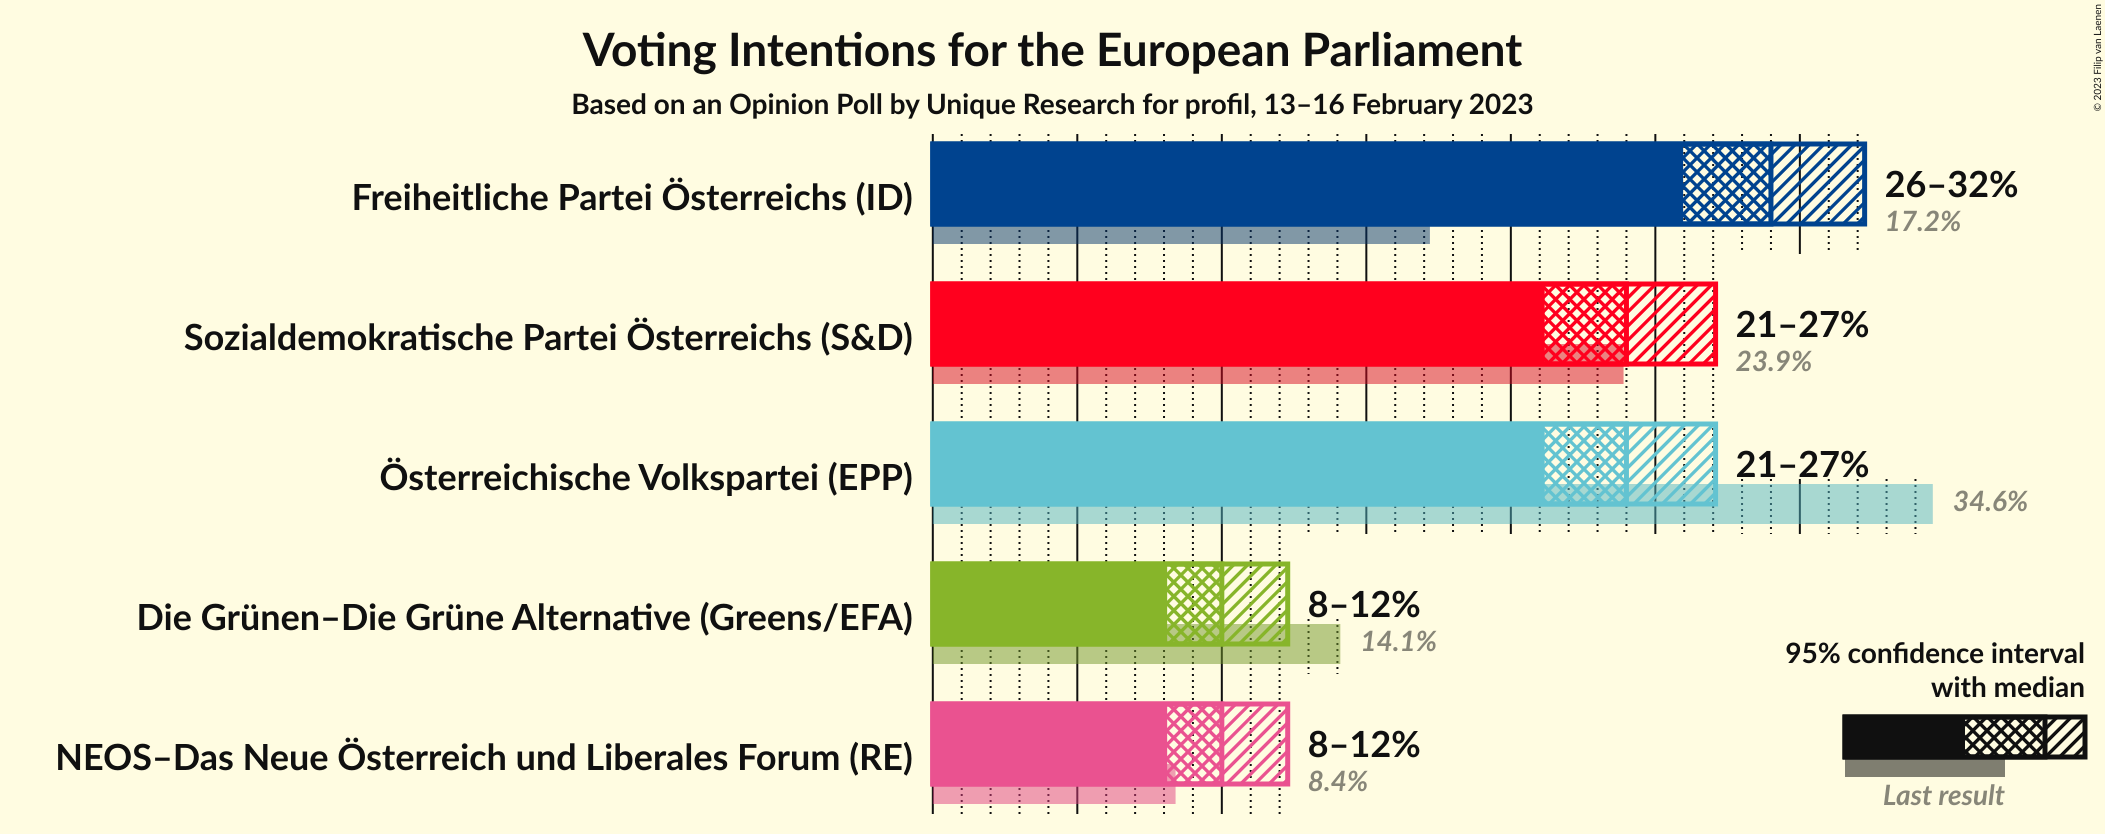 Voting Intentions for the European Parliament
Based on an Opinion Poll by Unique Research for profil, 13–16 February 2023
© 2023 Filip van Laenen
Freiheitliche Partei Österreichs (ID)
26–32%
17.2%
Sozialdemokratische Partei Österreichs (S&D)
21–27%
23.9%
Österreichische Volkspartei (EPP)
21–27%
34.6%
Die Grünen–Die Grüne Alternative (Greens/EFA)
8–12%
14.1%
NEOS–Das Neue Österreich und Liberales Forum (RE)
8–12%
8.4%
95% confidence interval
with median
Last result